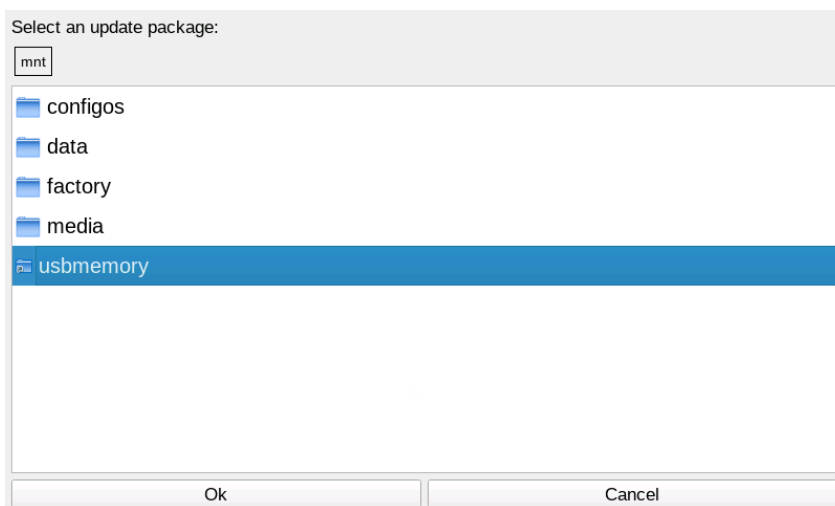 Select an update package:
mnt
configos
data
factory
media
usbmemory
Ok
Cancel